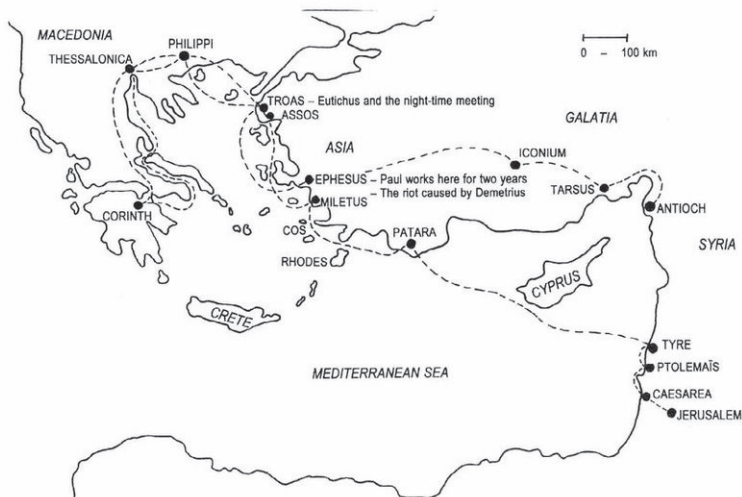 MACEDONIA
PHILIPPI
THESSALONICA
0 – 100 km
TROAS – Eutichus and the night-time meeting
ASSOS
GALATIA
ASIA
ICONIUM
EPHESUS – Paul works here for two years
– The riot caused by Demetrius
MILETUS
TARSUS
CORINTH
ANTIOCH
COS
PATARA
SYRIA
RHODES
CYPRUS
CRETE
TYRE
MEDITERRANEAN SEA
PTOLEMAÏS
CAESAREA
JERUSALEM